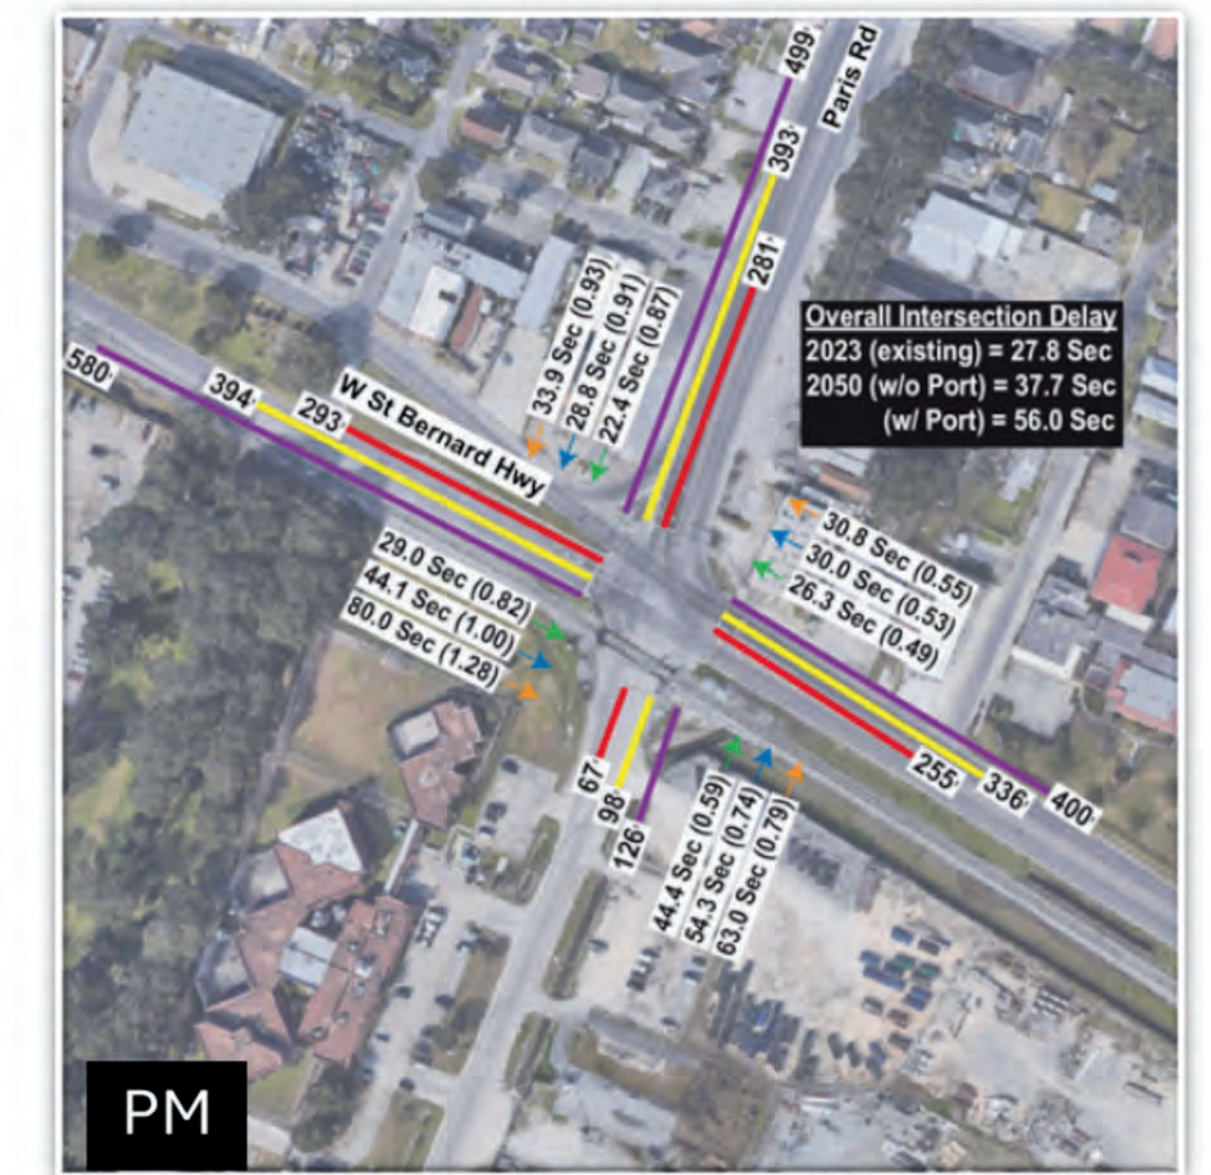 499'
Paris Rd
393'
281'
Overall Intersection Delay
2023 (existing) = 27.8 Sec
2050 (w/o Port) = 37.7 Sec
(w/ Port) = 56.0 Sec
33.9 Sec (0.93)
28.8 Sec (0.91)
22.4 Sec (0.87)
580'
394'
293'
W St Bernard Hwy
30.8 Sec (0.55)
30.0 Sec (0.53)
26.3 Sec (0.49)
29.0 Sec (0.82)
44.1 Sec (1.00)
80.0 Sec (1.28)
67'
98'
126'
255'
336'
400'
44.4 Sec (0.59)
54.3 Sec (0.74)
63.0 Sec (0.79)
PM